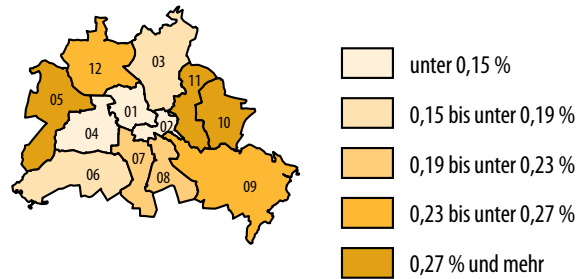 12
03
05
11
01
02
10
04
07
06
08
09
unter 0,15 %
0,15 bis unter 0,19 %
0,19 bis unter 0,23 %
0,23 bis unter 0,27 %
0,27 % und mehr